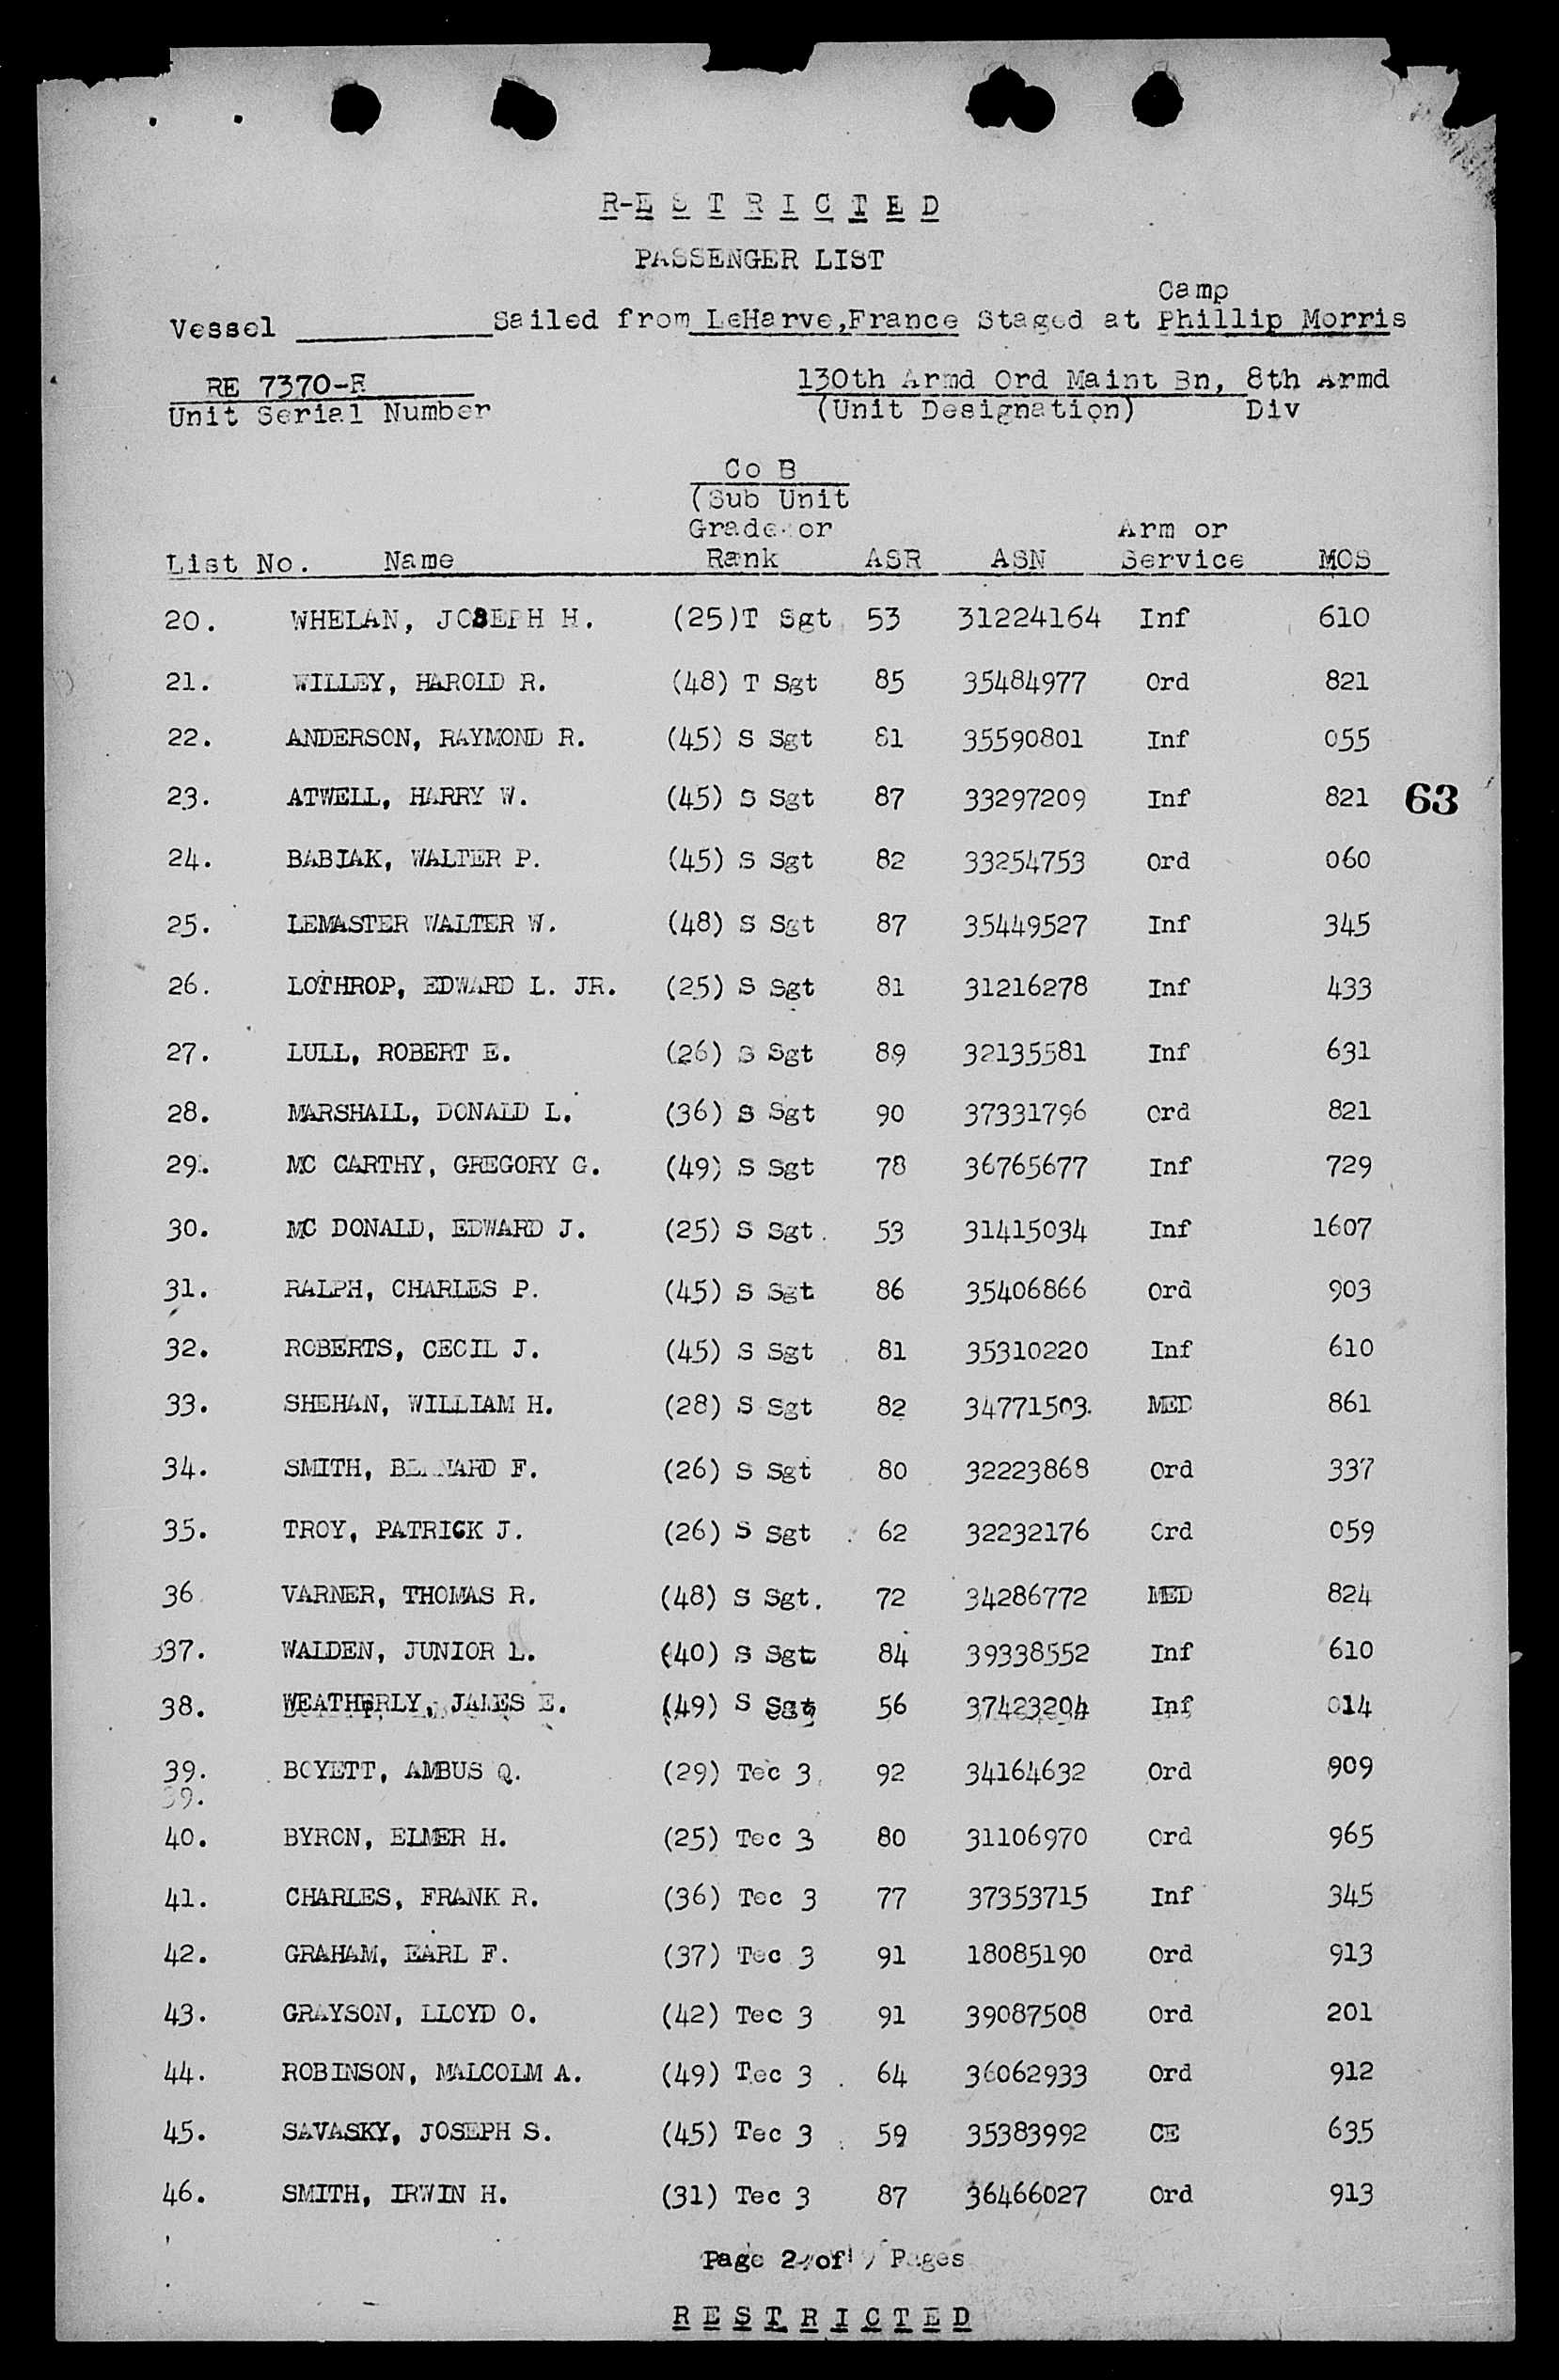 R-E S T R I C T E D
PASSENGER LIST
Camp
Vessel __________ Sailed from LeHarve,France Staged at Phillip Morris
RE 7370-R 130th Armd Ord Maint Bn, 8th Armd
Unit Serial Number (Unit Designation) Div
Co B
(Sub Unit
Grade or Arm or
List No. Name Rank ASR ASN Service MOS
20. WHELAN, JOSEPH H. (25)T Sgt 53 31224164 Inf 610
21. WILLEY, HAROLD R. (48) T Sgt 85 35484977 Ord 821
22. ANDERSON, RAYMOND R. (45) S Sgt 81 35590801 Inf 055
23. ATWELL, HARRY W. (45) S Sgt 87 33297209 Inf 821 63
24. BABIAK, WALTER P. (45) S Sgt 82 33254753 Ord 060
25. LEMASTER WALTER W. (48) S Sgt 87 35449527 Inf 345
26. LOTHROP, EDWARD L. JR. (25) S Sgt 81 31216278 Inf 433
27. LULL, ROBERT E. (26) S Sgt 89 32135581 Inf 631
28. MARSHALL, DONALD L. (36) S Sgt 90 37331796 Ord 821
29. MC CARTHY, GREGORY G. (49) S Sgt 78 36765677 Inf 729
30. MC DONALD, EDWARD J. (25) S Sgt 53 31415034 Inf 1607
31. RALPH, CHARLES P. (45) S Sgt 86 35406866 Ord 903
32. ROBERTS, CECIL J. (45) S Sgt 81 35310220 Inf 610
33. SHEHAN, WILLIAM H. (28) S Sgt 82 34771503 MED 861
34. SMITH, BERNARD F. (26) S Sgt 80 32223868 Ord 337
35. TROY, PATRICK J. (26) S Sgt 62 32232176 Ord 059
36. VARNER, THOMAS R. (48) S Sgt. 72 34286772 MED 824
37. WALDEN, JUNIOR L. (40) S Sgt 84 39338552 Inf 610
38. WEATHERLY, JAMES E. (49) S Sgt 56 37423204 Inf 014
39. BOYETT, AMBUS Q. (29) Tec 3 92 34164632 Ord 909
39.
40. BYRON, ELMER H. (25) Tec 3 80 31106970 Ord 965
41. CHARLES, FRANK R. (36) Tec 3 77 37353715 Inf 345
42. GRAHAM, EARL F. (37) Tec 3 91 18085190 Ord 913
43. GRAYSON, LLOYD O. (42) Tec 3 91 39087508 Ord 201
44. ROBINSON, MALCOLM A. (49) Tec 3 64 36062933 Ord 912
45. SAVASKY, JOSEPH S. (45) Tec 3 59 35383992 CE 635
46. SMITH, IRWIN H. (31) Tec 3 87 36466027 Ord 913
Page 2 of Pages
R E S T R I C T E D